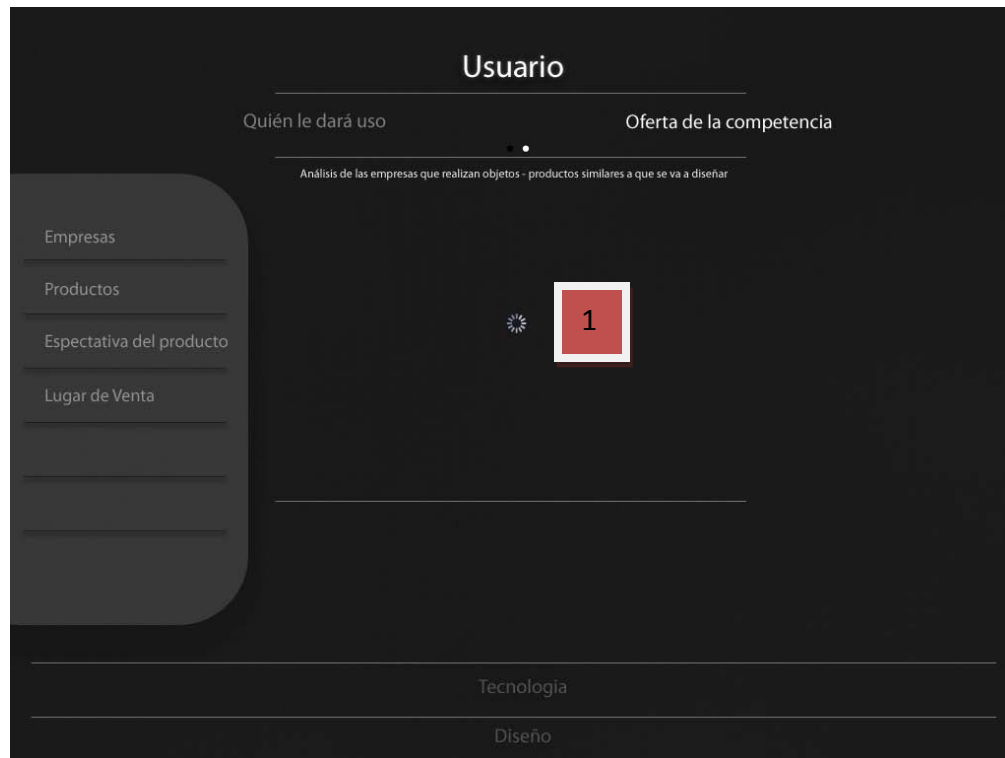 Usuario
Quién le dará uso
Oferta de la competencia
Análisis de las empresas que realizan objetos - productos similares a que se va a diseñar
Empresas
Productos
Espectativa del producto
Lugar de Venta
1
Tecnologia
Diseño